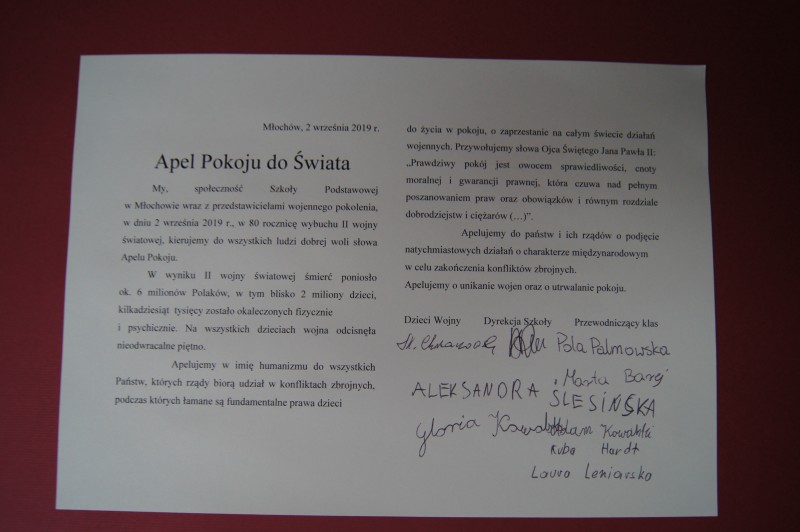 Młochów, 2 września 2019 r.
Apel Pokoju do Świata
My, społeczność Szkoły Podstawowej
w Młochowie wraz z przedstawicielami wojennego pokolenia,
w dniu 2 września 2019 r., w 80 rocznicę wybuchu II wojny
światowej, kierujemy do wszystkich ludzi dobrej woli słowa
Apelu Pokoju.
W wyniku II wojny światowej śmierć poniosło
ok. 6 milionów Polaków, w tym blisko 2 miliony dzieci,
kilkadziesiąt tysięcy zostało okaleczonych fizycznie
i psychicznie. Na wszystkich dzieciach wojna odcisnęła
nieodwracalne piętno.
Apelujemy w imię humanizmu do wszystkich
Państw, których rządy biorą udział w konfliktach zbrojnych,
podczas których łamane są fundamentalne prawa dzieci
do życia w pokoju, o zaprzestanie na całym świecie działań
wojennych. Przywołujemy słowa Ojca Świętego Jana Pawła II:
„Prawdziwy pokój jest owocem sprawiedliwości, cnoty
moralnej i gwarancji prawnej, która czuwa nad pełnym
poszanowaniem praw oraz obowiązków i równym rozdziale
dobrodziejstw i ciężarów (…)”.
Apelujemy do państw i ich rządów o podjęcie
natychmiastowych działań o charakterze międzynarodowym
w celu zakończenia konfliktów zbrojnych.
Apelujemy o unikanie wojen oraz o utrwalanie pokoju.
Dzieci Wojny Dyrekcja Szkoły Przewodniczący klas
Pola Palmowska
Marta
ALEKSANDRA ŚLESIŃSKA
Gloria Adam Kowalski
Kuba Hardt
Laura